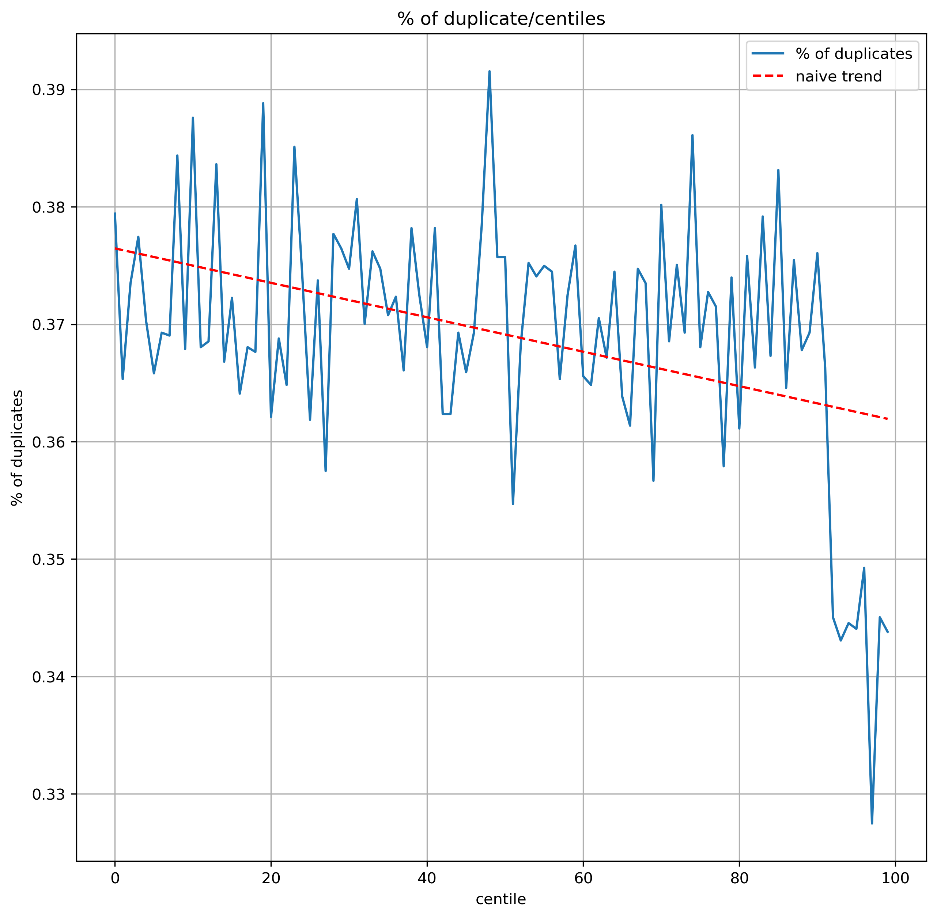 % of duplicate/centiles
% of duplicates
naive trend
0.39
0.38
0.37
0.36
0.35
0.34
0.33
% of duplicates
0
20
40
60
80
100
centile